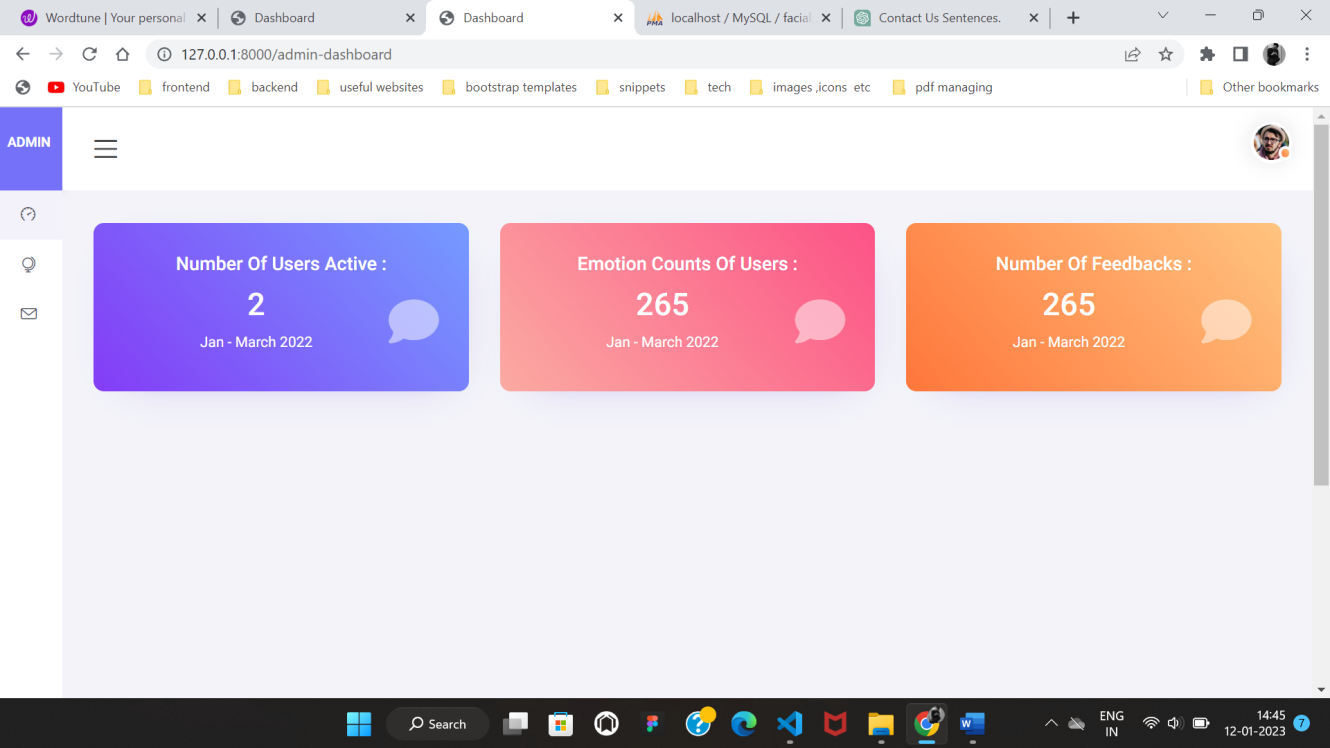 Wordtune | Your personal
Dashboard
Dashboard
localhost / MySQL / facial
Contact Us Sentences.
127.0.0.1:8000/admin-dashboard
YouTube
frontend
backend
useful websites
bootstrap templates
snippets
tech
images ,icons etc
pdf managing
Other bookmarks
ADMIN
Number Of Users Active :
2
Jan - March 2022
Emotion Counts Of Users :
265
Jan - March 2022
Number Of Feedbacks :
265
Jan - March 2022
Search
ENG
IN
14:45
12-01-2023
7